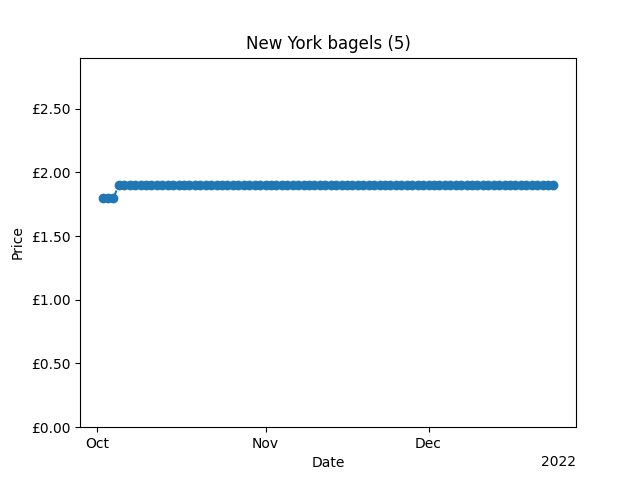 New York bagels (5)
£2.50
£2.00
£1.50
£1.00
£0.50
£0.00
Price
Oct Nov Dec
Date
2022